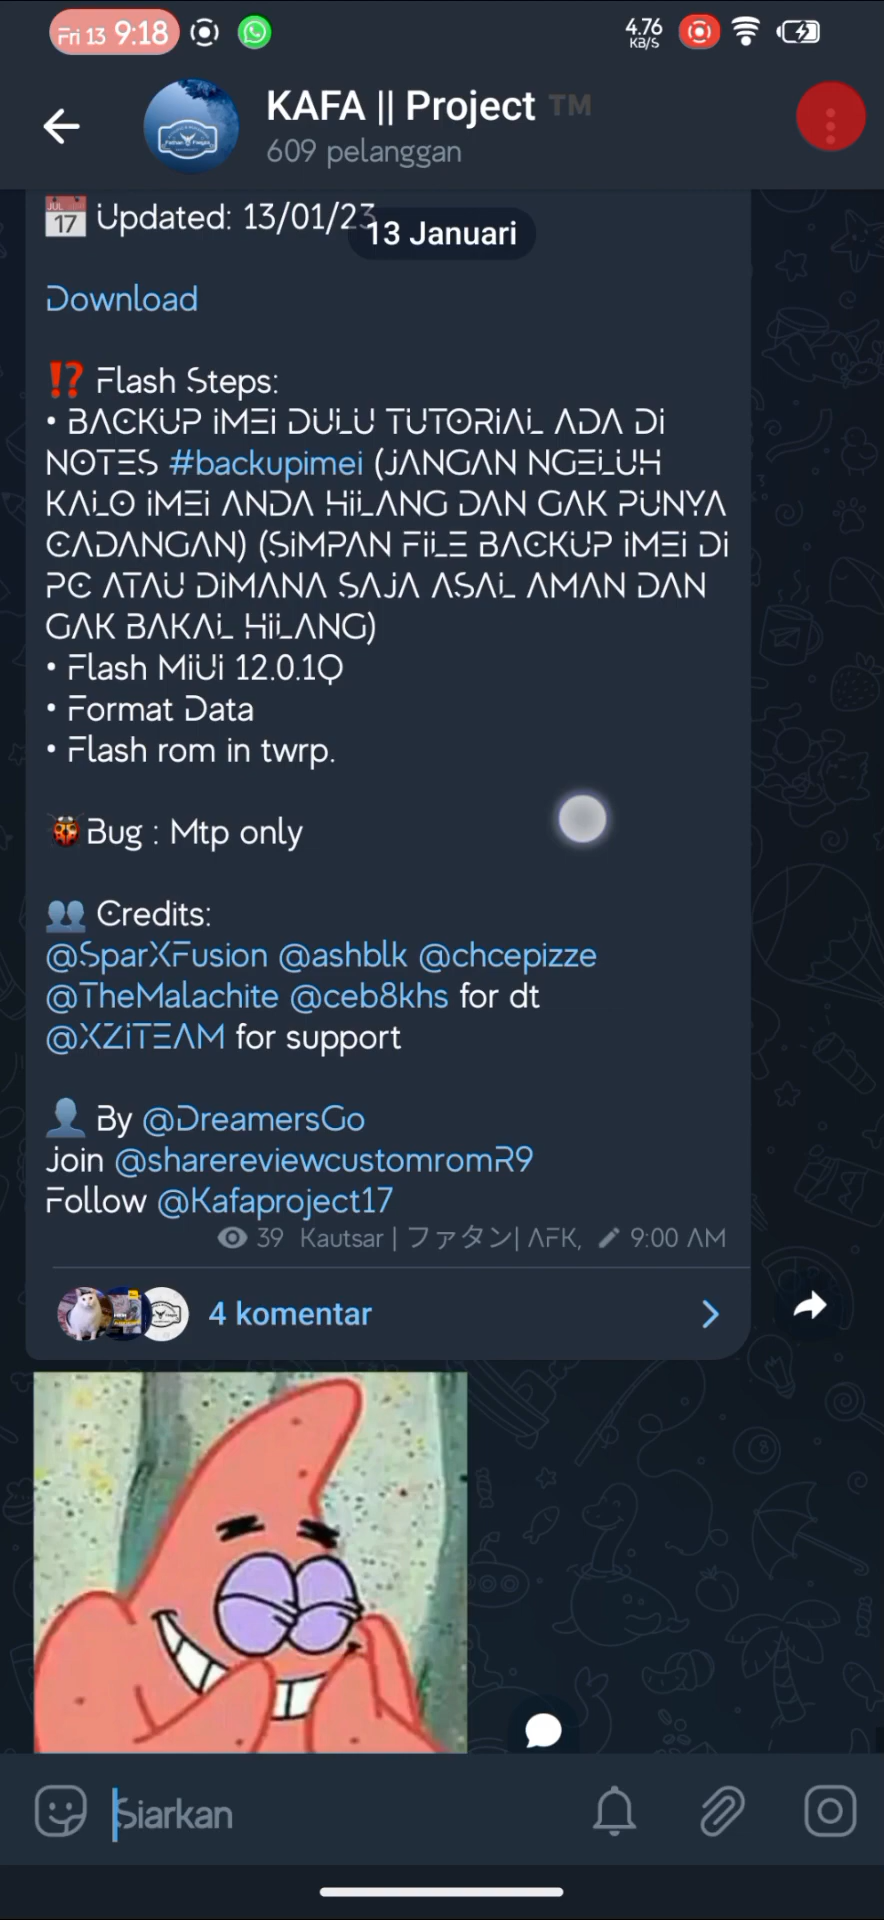 Fri 13 9:18
4.76
KB/S
KAFA || Project ™
609 pelanggan
JUL
17
Updated: 13/01/23
13 Januari
Download
⁉️ Flash Steps:
• BACKUP IMEI DULU TUTORIAL ADA DI
NOTES #backupimei (JANGAN NGELUH
KALO IMEI ANDA HILANG DAN GAK PUNYA
CADANGAN) (SIMPAN FILE BACKUP IMEI DI
PC ATAU DIMANA SAJA ASAL AMAN DAN
GAK BAKAL HILANG)
• Flash MIUI 12.0.1Q
• Format Data
• Flash rom in twrp.
Bug : Mtp only
Credits:
@SparXFusion @ashblk @chcepizze
@TheMalachite @ceb8khs for dt
@XZITEAM for support
By @DreamersGo
Join @sharereviewcustomromR9
Follow @Kafaproject17
39 Kautsar | ファタン| AFK, 9:00 AM
4 komentar
Siarkan